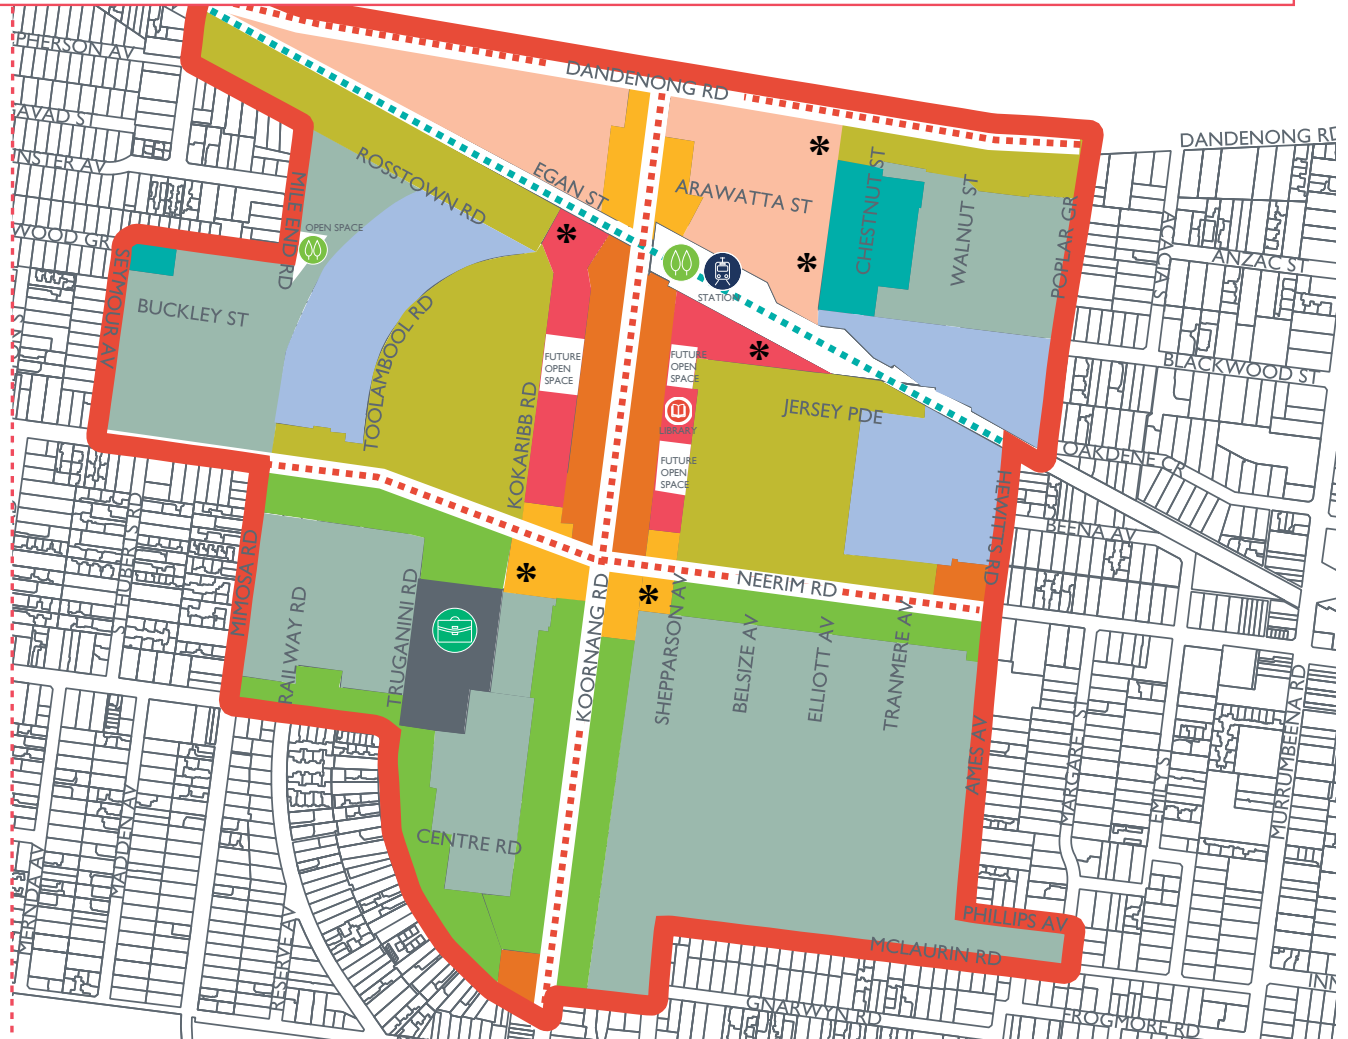 PHERSON AV
DANDENONG RD
DANDENONG RD
AVAD S
NSTER AV
ROSSTOWN RD
EGAN ST
ARAWATTA ST
CHESTNUT ST
WALNUT ST
POPLAR GR
ACACIA S
ANZAC ST
WOOD GR
MILE END RD
OPEN SPACE
SEYMOUR AV
BUCKLEY ST
STATION
TOOLAMBOOL RD
FUTURE
OPEN
SPACE
FUTURE
OPEN
SPACE
BLACKWOOD ST
KOKARIBB RD
LIBRARY
JERSEY PDE
FUTURE
OPEN
SPACE
OAKDENE CR
HEWITTS RD
BEENA AV
MIMOSA RD
RAILWAY RD
TRUGANINI RD
KOORNANG RD
NEERIM RD
SHEPPARSON AV
BELSIZE AV
ELLIOTT AV
TRANMERE AV
AMES AV
MARGARET S
EMILY S
MURRUMBEENA RD
MADDEN AV
CENTRE RD
PHILLIPS AV
MCLAURIN RD
GNARWYN RD
FROGMORE RD
INN